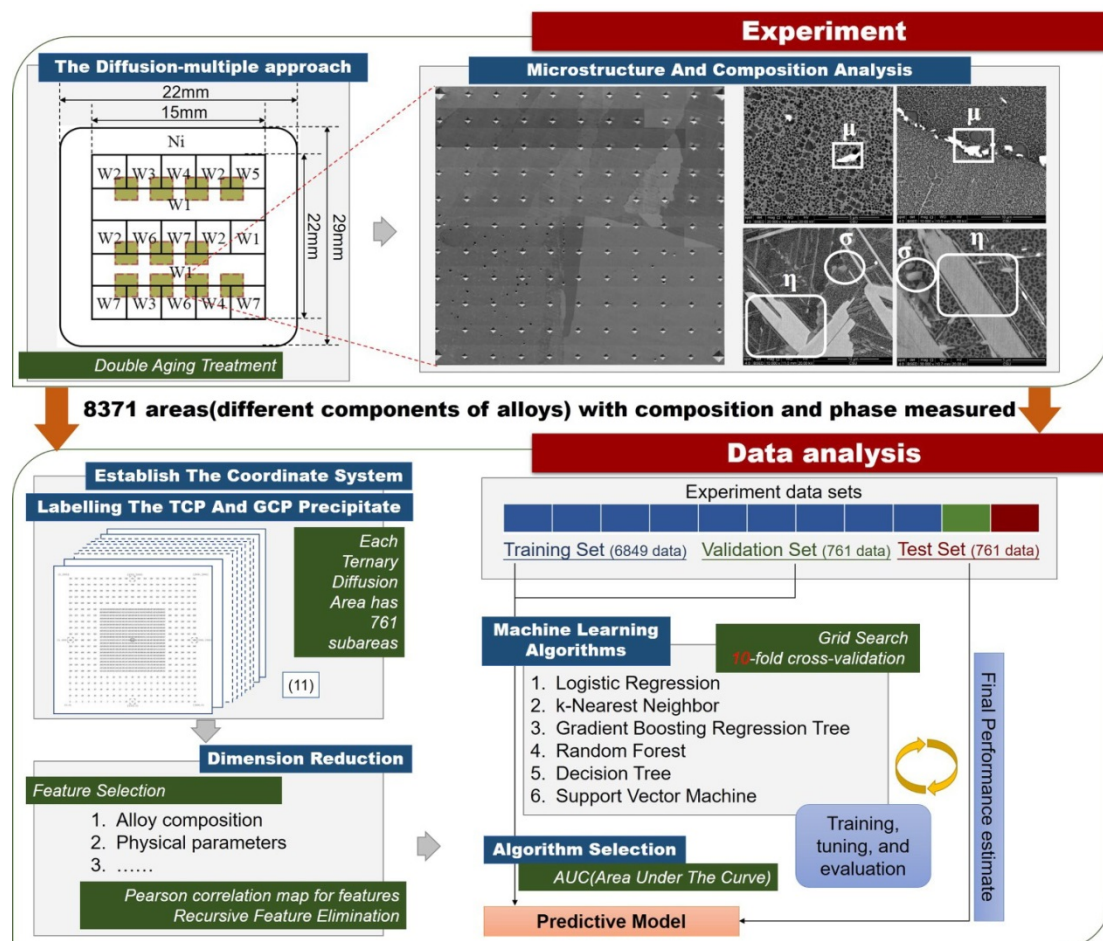 Experiment
The Diffusion-multiple approach
22mm
15mm
Ni
W2 W3 W4 W2 W5
W1
W2 W6 W7 W2 W1
W1
W7 W3 W6 W4 W7
22mm
29mm
Double Aging Treatment
Microstructure And Composition Analysis
μ
μ
σ
η
σ
η
8371 areas(different components of alloys) with composition and phase measured
Data analysis
Establish The Coordinate System
Labelling The TCP And GCP Precipitate
Each
Ternary
Diffusion
Area has
761
subareas
(11)
Dimension Reduction
Feature Selection
1. Alloy composition
2. Physical parameters
3. ……
Pearson correlation map for features
Recursive Feature Elimination
Experiment data sets
Training Set (6849 data) Validation Set (761 data) Test Set (761 data)
Machine Learning
Algorithms
Grid Search
10-fold cross-validation
1. Logistic Regression
2. k-Nearest Neighbor
3. Gradient Boosting Regression Tree
4. Random Forest
5. Decision Tree
6. Support Vector Machine
Training,
tuning, and
evaluation
Final Performance estimate
Algorithm Selection
AUC(Area Under The Curve)
Predictive Model